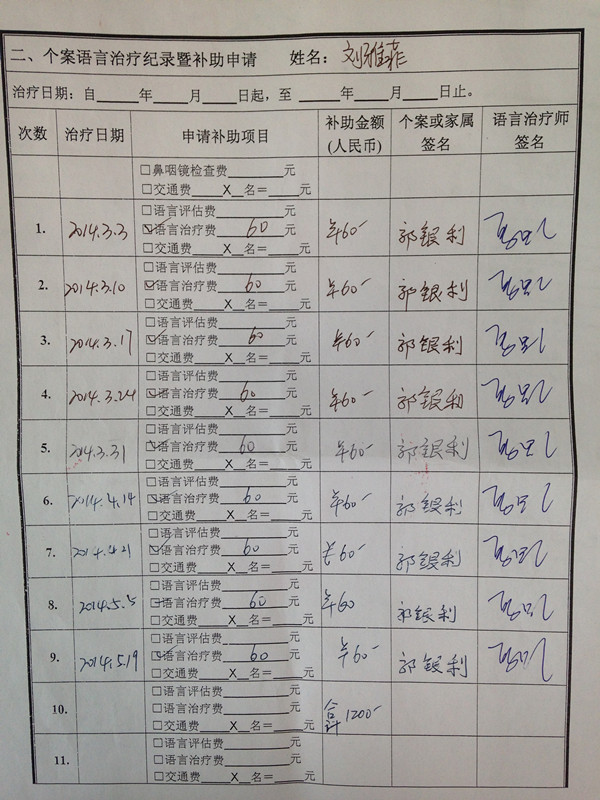 二、个案语言治疗纪录暨补助申请 姓名：刘雅菲
治疗日期：自____年____月____日起，至____年____月____日止。
次数 治疗日期 申请补助项目 补助金额(人民币) 个案或家属签名 语言治疗师签名
□鼻咽镜检查费________元
□交通费____X__名＝____元
□语言评估费________元
1. 2014.3.3 ☑语言治疗费 60 元 ¥60- 郭银利
□交通费____X__名＝____元
□语言评估费________元
2. 2014.3.10 ☑语言治疗费 60 元 ¥60- 郭银利
□交通费____X__名＝____元
□语言评估费________元
3. 2014.3.17 ☑语言治疗费 60 元 ¥60- 郭银利
□交通费____X__名＝____元
□语言评估费________元
4. 2014.3.24 ☑语言治疗费 60 元 ¥60- 郭银利
□交通费____X__名＝____元
□语言评估费________元
5. 2014.3.31 ☑语言治疗费 60 元 ¥60- 郭银利
□交通费____X__名＝____元
□语言评估费________元
6. 2014.4.14 ☑语言治疗费 60 元 ¥60- 郭银利
□交通费____X__名＝____元
□语言评估费________元
7. 2014.4.21 ☑语言治疗费 60 元 ¥60- 郭银利
□交通费____X__名＝____元
□语言评估费________元
8. 2014.5.5 ☑语言治疗费 60 元 ¥60 郭银利
□交通费____X__名＝____元
□语言评估费________元
9. 2014.5.19 ☑语言治疗费 60 元 ¥60- 郭银利
□交通费____X__名＝____元
□语言评估费________元
10. □语言治疗费________元 合计 1200-
□交通费____X__名＝____元
□语言评估费________元
11. □语言治疗费________元
□交通费____X__名＝____元